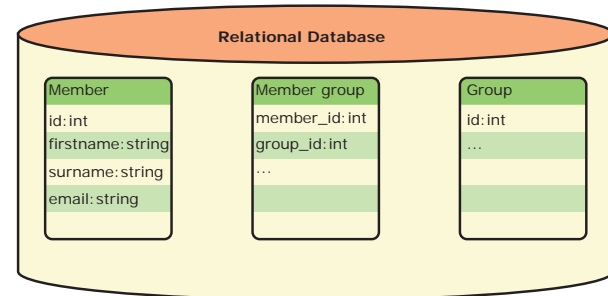 Relational Database
Member
id:int
firstname:string
surname:string
email:string
Member group
member_id:int
group_id:int
...
Group
id:int
...